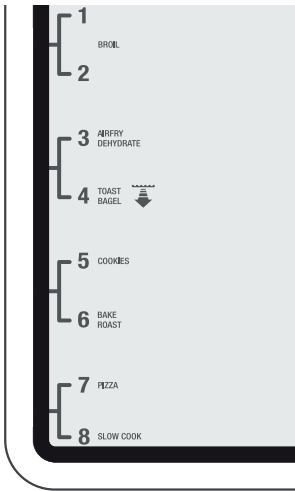 1
BROIL
2
3 AIRFRY
DEHYDRATE
4 TOAST
BAGEL
5 COOKIES
6 BAKE
ROAST
7 PIZZA
8 SLOW COOK